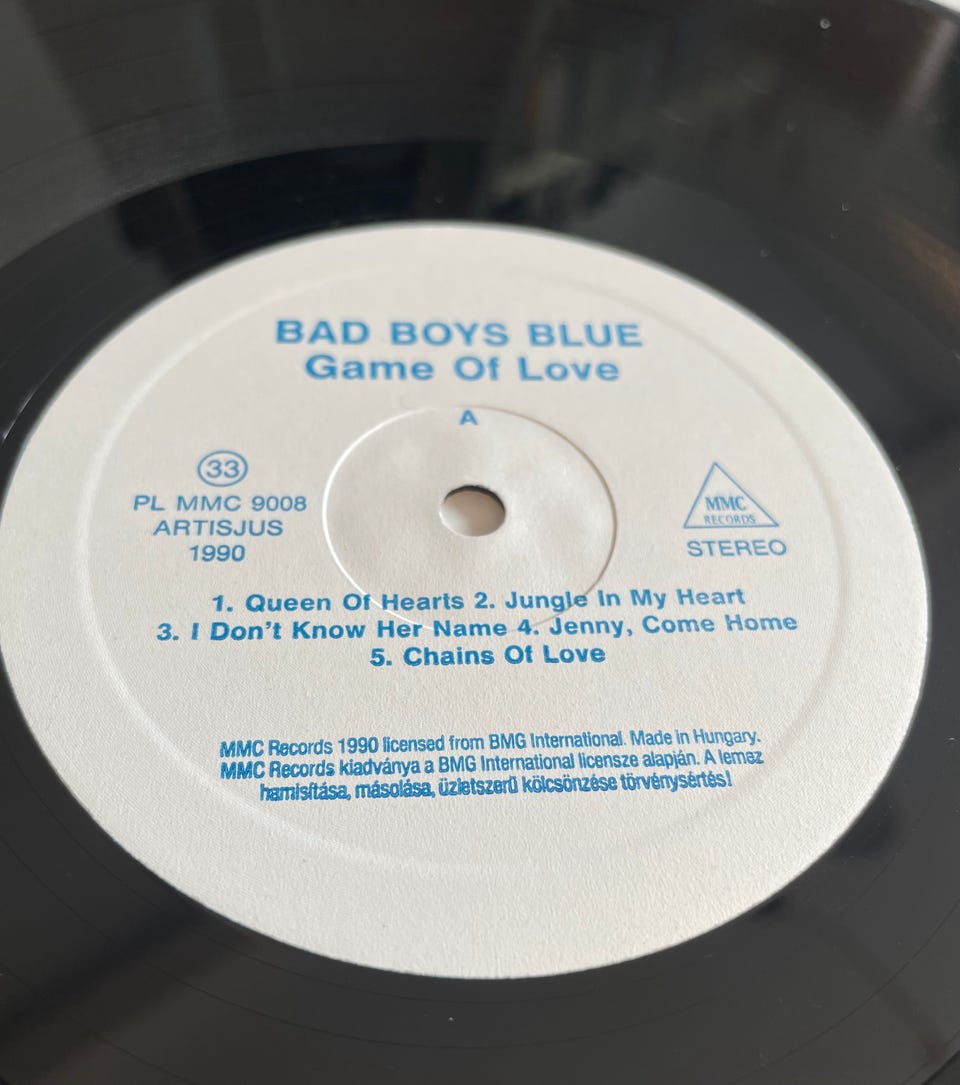 BAD BOYS BLUE
Game Of Love
A
33
PL MMC 9008
ARTISJUS
1990
MMC
RECORDS
STEREO
1. Queen Of Hearts 2. Jungle In My Heart
3. I Don't Know Her Name 4. Jenny, Come Home
5. Chains Of Love
MMC Records 1990 licensed from BMG International. Made in Hungary.
MMC Records kiadványa a BMG International licensze alapján. A lemez
hamisítása, másolása, üzletszerű kölcsönzése törvénysértés!